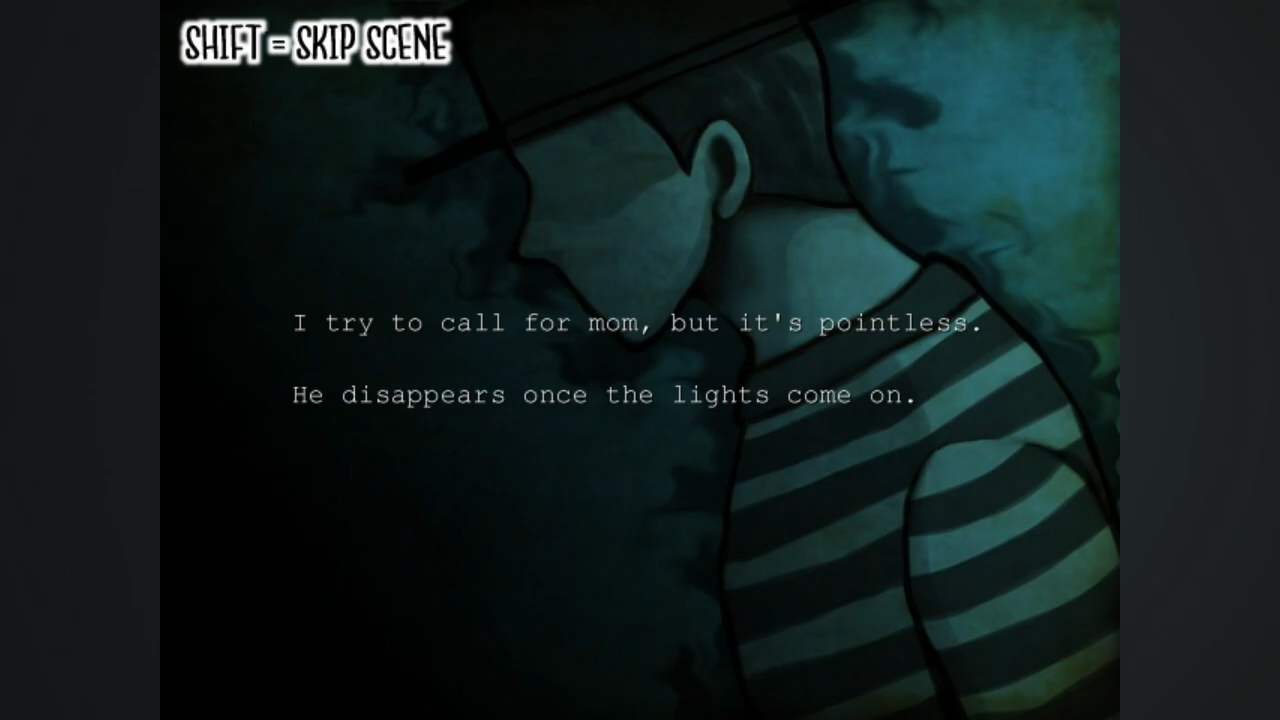 SHIFT = SKIP SCENE
I try to call for mom, but it's pointless.
He disappears once the lights come on.